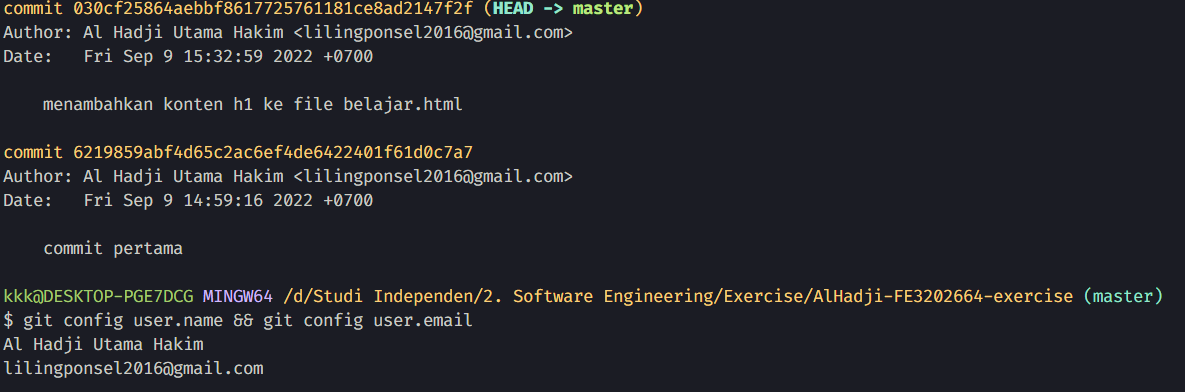 commit 030cf25864aebbf8617725761181ce8ad2147f2f (HEAD -> master)
Author: Al Hadji Utama Hakim <lilingponsel2016@gmail.com>
Date:   Fri Sep 9 15:32:59 2022 +0700
menambahkan konten h1 ke file belajar.html
commit 6219859abf4d65c2ac6ef4de6422401f61d0c7a7
Author: Al Hadji Utama Hakim <lilingponsel2016@gmail.com>
Date:   Fri Sep 9 14:59:16 2022 +0700
commit pertama
kkk@DESKTOP-PGE7DCG MINGW64 /d/Studi Independen/2. Software Engineering/Exercise/AlHadji-FE3202664-exercise (master)
$ git config user.name && git config user.email
Al Hadji Utama Hakim
lilingponsel2016@gmail.com